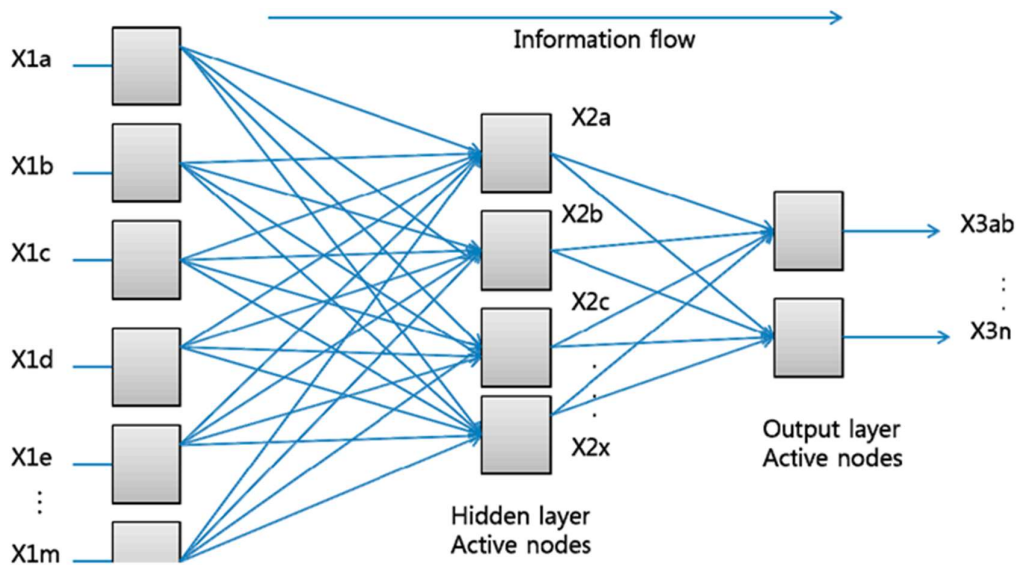 Information flow
X1a
X1b
X1c
X1d
X1e
X1m
X2a
X2b
X2c
X2x
Hidden layer
Active nodes
X3ab
X3n
Output layer
Active nodes